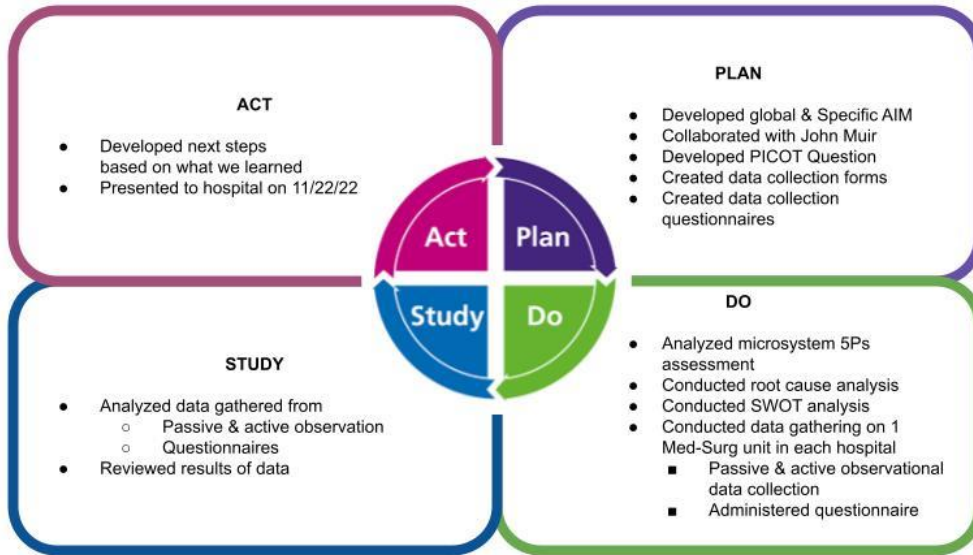 ACT
● Developed next steps
based on what we learned
● Presented to hospital on 11/22/22
PLAN
● Developed global & Specific AIM
● Collaborated with John Muir
● Developed PICOT Question
● Created data collection forms
● Created data collection
questionnaires
Act
Plan
Study
Do
STUDY
● Analyzed data gathered from
○ Passive & active observation
○ Questionnaires
● Reviewed results of data
DO
● Analyzed microsystem 5Ps
assessment
● Conducted root cause analysis
● Conducted SWOT analysis
● Conducted data gathering on 1
Med-Surg unit in each hospital
■ Passive & active observational
data collection
■ Administered questionnaire